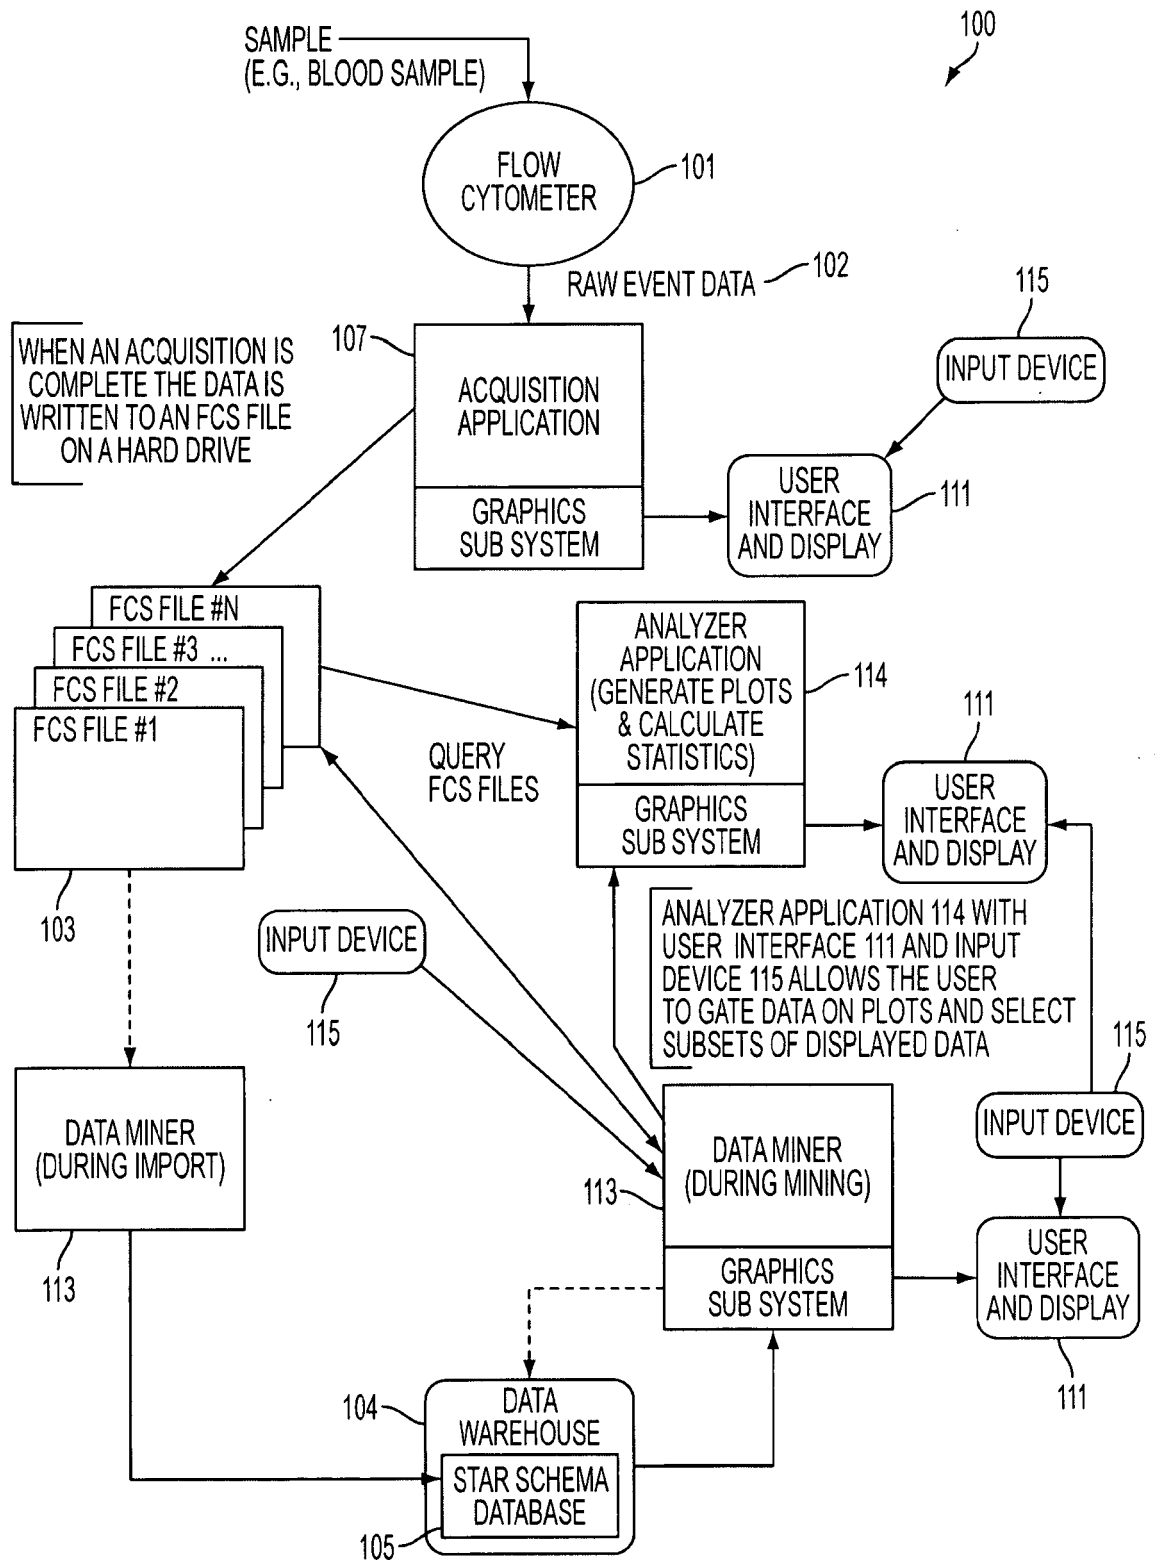 100
SAMPLE
(E.G., BLOOD SAMPLE)
FLOW
CYTOMETER
101
RAW EVENT DATA
102
115
INPUT DEVICE
107
WHEN AN ACQUISITION IS
COMPLETE THE DATA IS
WRITTEN TO AN FCS FILE
ON A HARD DRIVE
ACQUISITION
APPLICATION
GRAPHICS
SUB SYSTEM
USER
INTERFACE
AND DISPLAY
111
FCS FILE #N
FCS FILE #3 ...
FCS FILE #2
FCS FILE #1
103
QUERY
FCS FILES
ANALYZER
APPLICATION
(GENERATE PLOTS
& CALCULATE
STATISTICS)
114
GRAPHICS
SUB SYSTEM
111
USER
INTERFACE
AND DISPLAY
INPUT DEVICE
115
ANALYZER APPLICATION 114 WITH
USER INTERFACE 111 AND INPUT
DEVICE 115 ALLOWS THE USER
TO GATE DATA ON PLOTS AND SELECT
SUBSETS OF DISPLAYED DATA
115
INPUT DEVICE
DATA MINER
(DURING IMPORT)
113
DATA MINER
(DURING MINING)
113
GRAPHICS
SUB SYSTEM
USER
INTERFACE
AND DISPLAY
111
104
DATA
WAREHOUSE
STAR SCHEMA
DATABASE
105